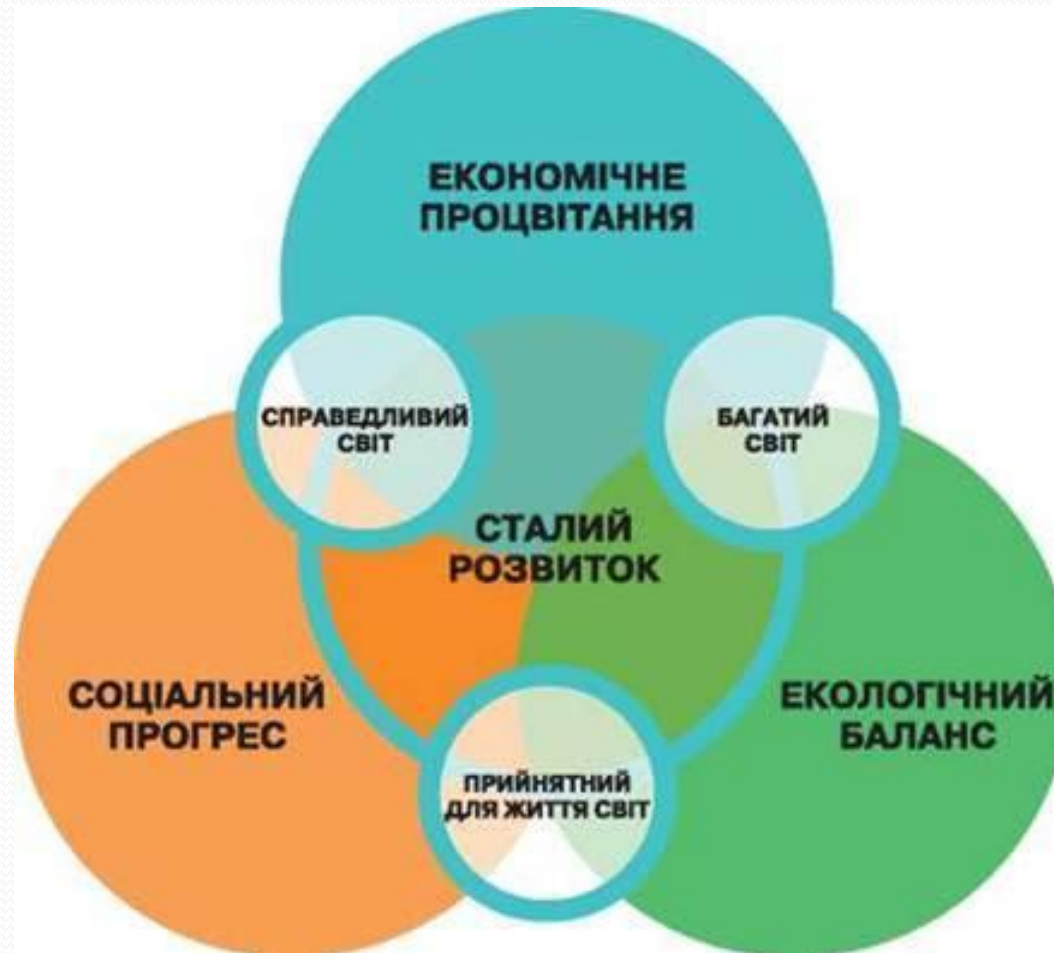 ЕКОНОМІЧНЕ
ПРОЦВІТАННЯ
СПРАВЕДЛИВИЙ
СВІТ
БАГАТИЙ
СВІТ
СТАЛИЙ
РОЗВИТОК
СОЦІАЛЬНИЙ
ПРОГРЕС
ЕКОЛОГІЧНИЙ
БАЛАНС
ПРИЙНЯТНИЙ
ДЛЯ ЖИТТЯ СВІТ